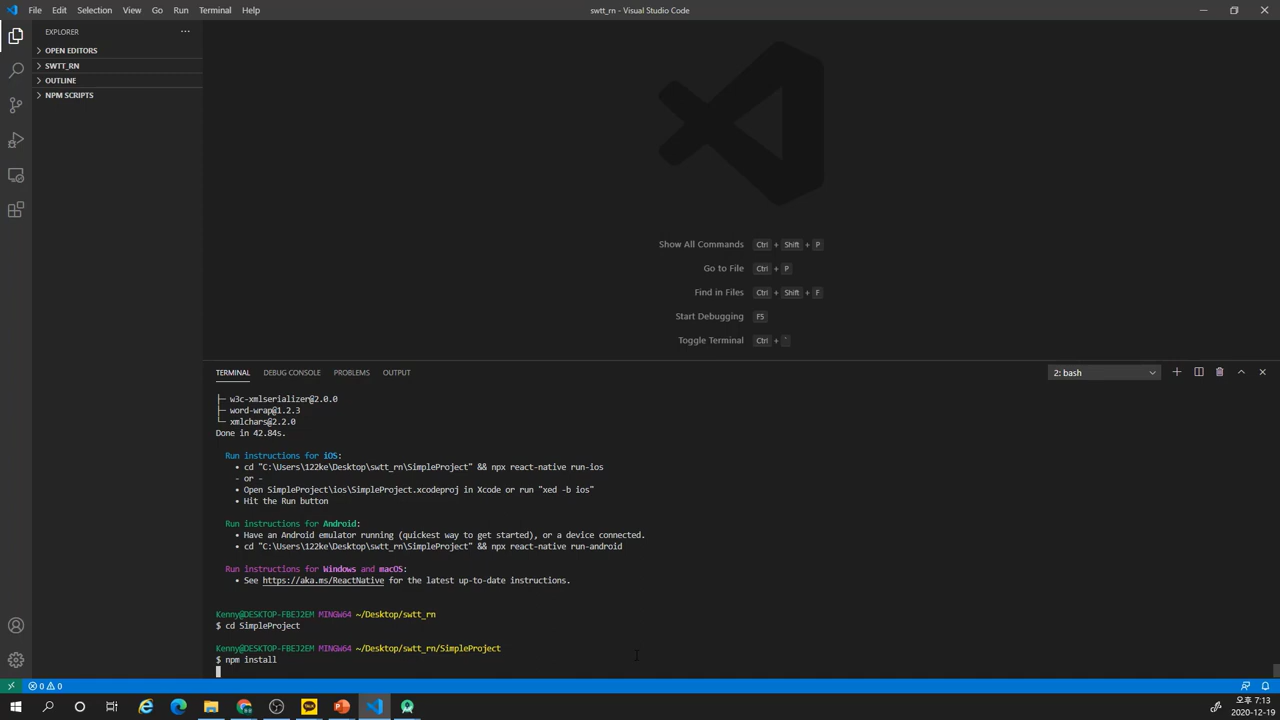 File Edit Selection View Go Run Terminal Help
swtt_rn - Visual Studio Code
EXPLORER
OPEN EDITORS
SWTT_RN
OUTLINE
NPM SCRIPTS
Show All Commands Ctrl + Shift + P
Go to File Ctrl + P
Find in Files Ctrl + Shift + F
Start Debugging F5
Toggle Terminal Ctrl + `
TERMINAL DEBUG CONSOLE PROBLEMS OUTPUT
2: bash
├─ w3c-xmlserializer@2.0.0
├─ word-wrap@1.2.3
└─ xmlchars@2.2.0
Done in 42.84s.
Run instructions for iOS:
• cd "C:\Users\122ke\Desktop\swtt_rn\SimpleProject" && npx react-native run-ios
- or -
• Open SimpleProject\ios\SimpleProject.xcodeproj in Xcode or run "xed -b ios"
• Hit the Run button
Run instructions for Android:
• Have an Android emulator running (quickest way to get started), or a device connected.
• cd "C:\Users\122ke\Desktop\swtt_rn\SimpleProject" && npx react-native run-android
Run instructions for Windows and macOS:
• See https://aka.ms/ReactNative for the latest up-to-date instructions.
Kenny@DESKTOP-FBEJ2EM MINGW64 ~/Desktop/swtt_rn
$ cd SimpleProject
Kenny@DESKTOP-FBEJ2EM MINGW64 ~/Desktop/swtt_rn/SimpleProject
$ npm install
0 0
TALK
오후 7:13
2020-12-19